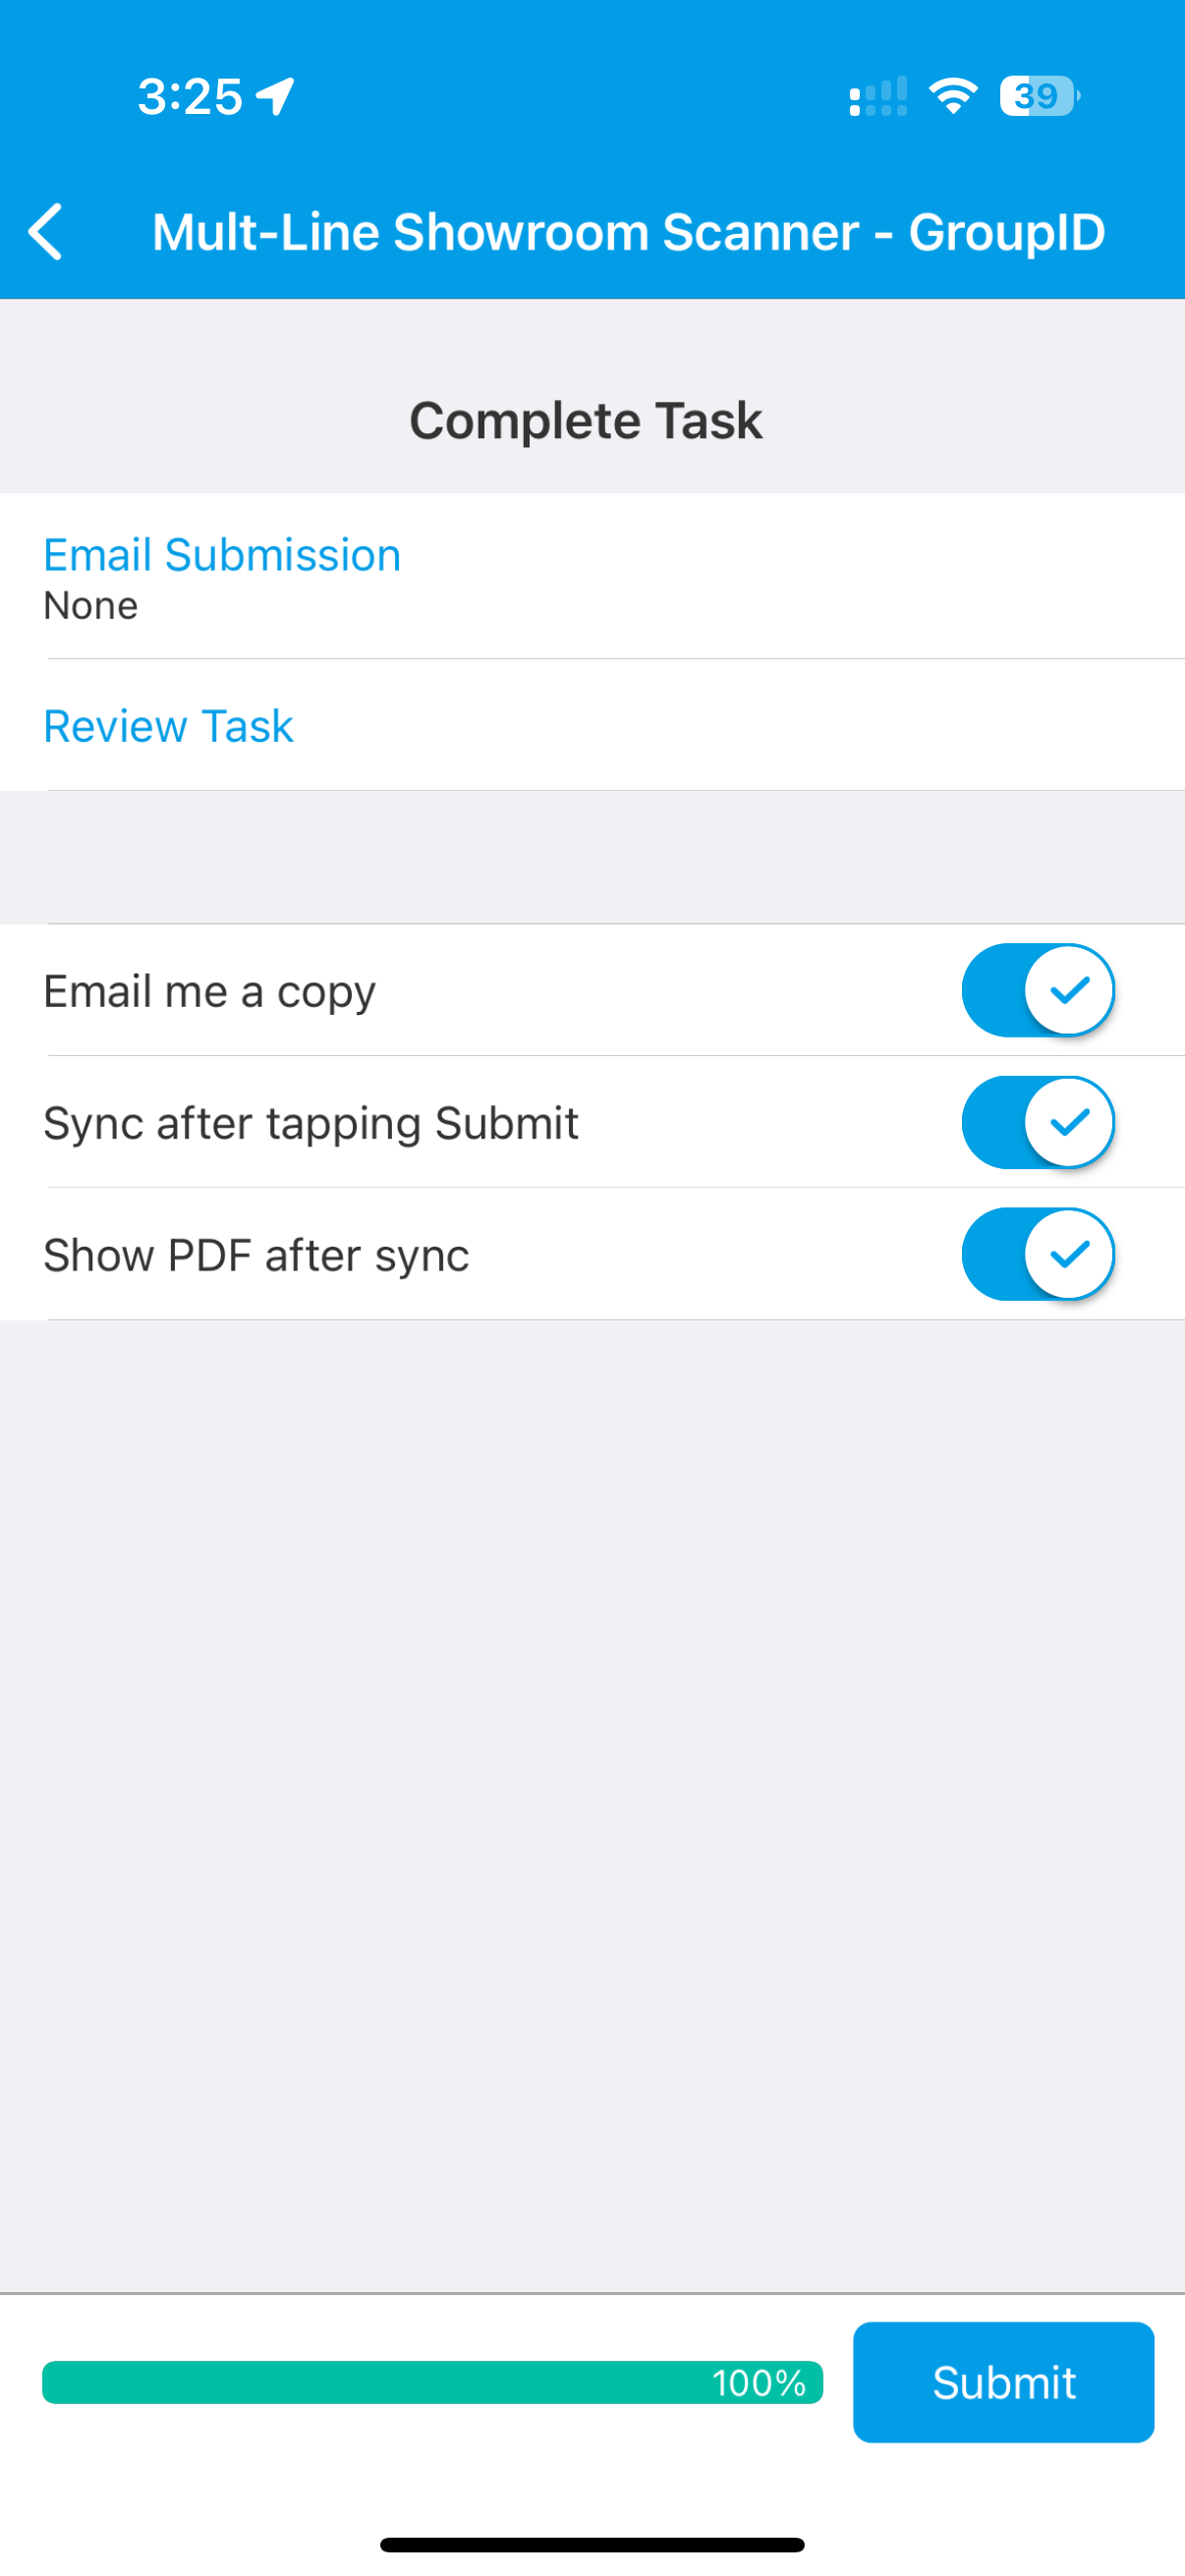 3:25
39
Mult-Line Showroom Scanner - GroupID
Complete Task
Email Submission
None
Review Task
Email me a copy
Sync after tapping Submit
Show PDF after sync
100%
Submit